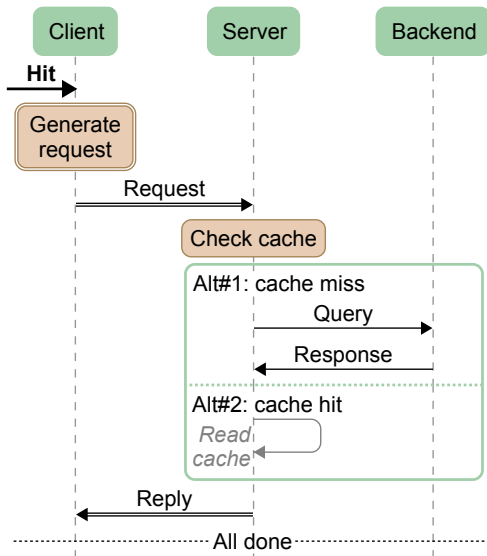 Client
Server
Backend
Hit
Generate
request
Request
Check cache
Alt#1: cache miss
Query
Response
Alt#2: cache hit
Read
cache
Reply
All done